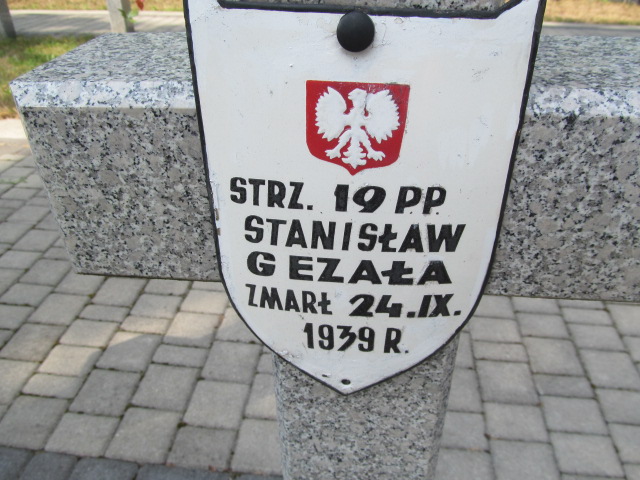 STRZ. 19 PP.
STANISŁAW
GEZAŁA
ZMARŁ 24.IX.
1939 R.